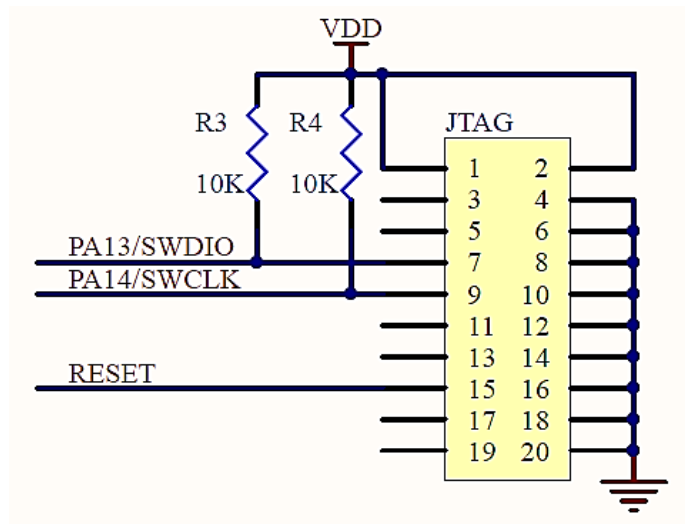 VDD
R3 R4 JTAG
10K 10K
1 2
3 4
5 6
PA13/SWDIO
7 8
PA14/SWCLK
9 10
11 12
13 14
RESET
15 16
17 18
19 20